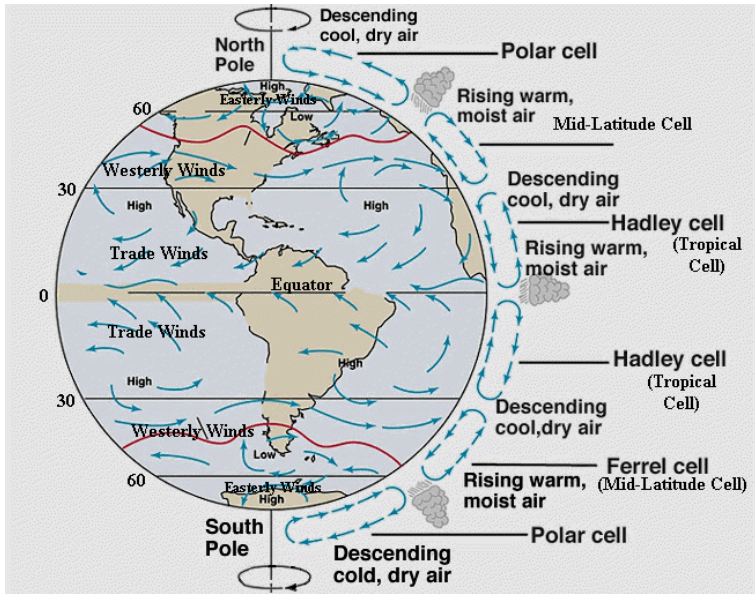 Descending
cool, dry air
North
Pole
Polar cell
High
Easterly Winds
60
Low
Rising warm,
moist air
Mid-Latitude Cell
Westerly Winds
Descending
cool, dry air
30
High
High
Hadley cell
(Tropical
Cell)
Trade Winds
Rising warm,
moist air
Equator
0
Trade Winds
Hadley cell
(Tropical
Cell)
High
High
30
Descending
cool,dry air
Westerly Winds
Low
Ferrel cell
(Mid-Latitude Cell)
60
Easterly Winds
High
Rising warm,
moist air
South
Pole
Polar cell
Descending
cold, dry air